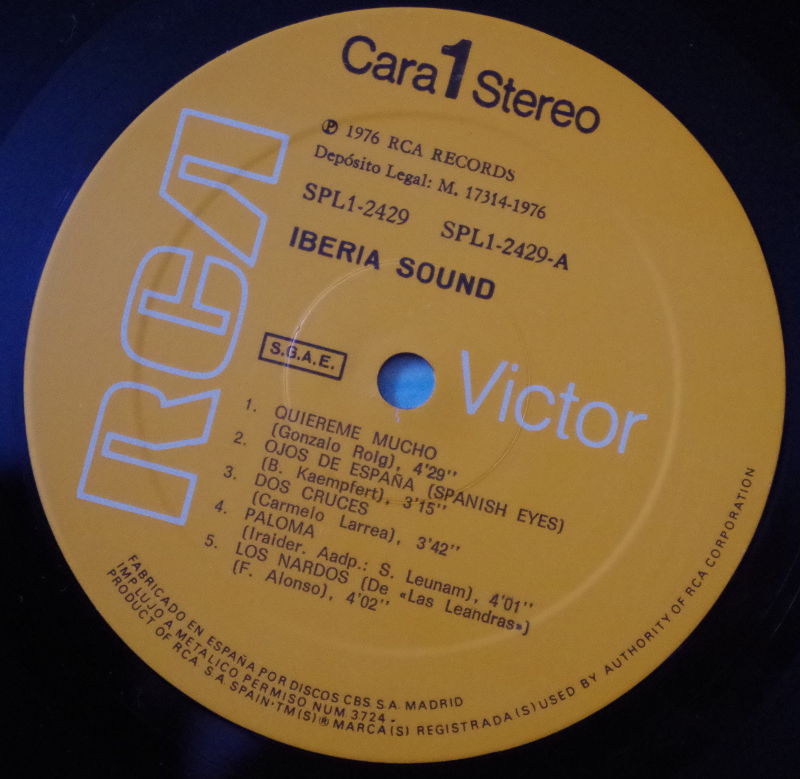 Cara 1 Stereo
℗ 1976 RCA RECORDS
Depósito Legal: M. 17314-1976
SPL1-2429 SPL1-2429-A
IBERIA SOUND
RCA
S.G.A.E.
Victor
1. QUIEREME MUCHO
(Gonzalo Roig), 4'29"
2. OJOS DE ESPAÑA (SPANISH EYES)
(B. Kaempfert), 3'15"
3. DOS CRUCES
(Carmelo Larrea), 3'42"
4. PALOMA
(Iraider. Aadp.: S. Leunam), 4'01"
5. LOS NARDOS (De «Las Leandras»)
(F. Alonso), 4'02"
FABRICADO EN ESPAÑA POR DISCOS CBS S.A. MADRID
IMP LUJO A METALICO PERMISO NUM 3724 -
PRODUCT OF RCA S.A SPAIN·TM(S)® MARCA(S) REGISTRADA(S) USED BY AUTHORITY OF RCA CORPORATION